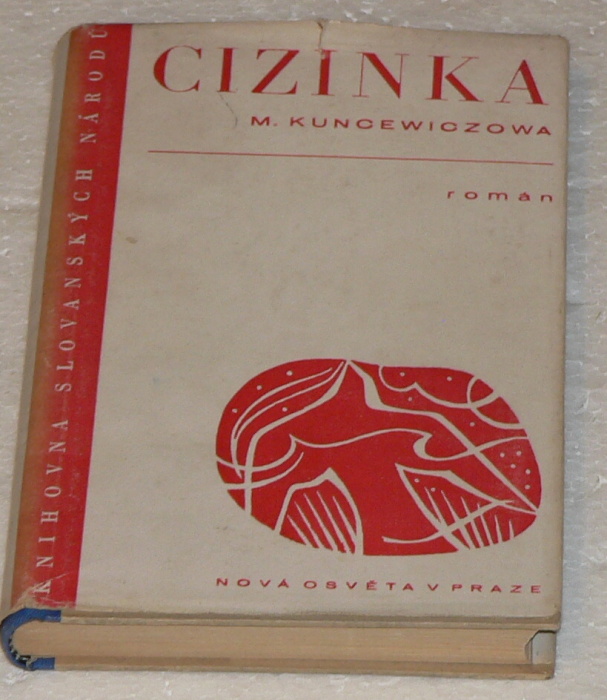 CIZINKA
M. KUNCEWICZOWA
román
NOVÁ OSVĚTA V PRAZE
KNIHOVNA SLOVANSKÝCH NÁRODŮ